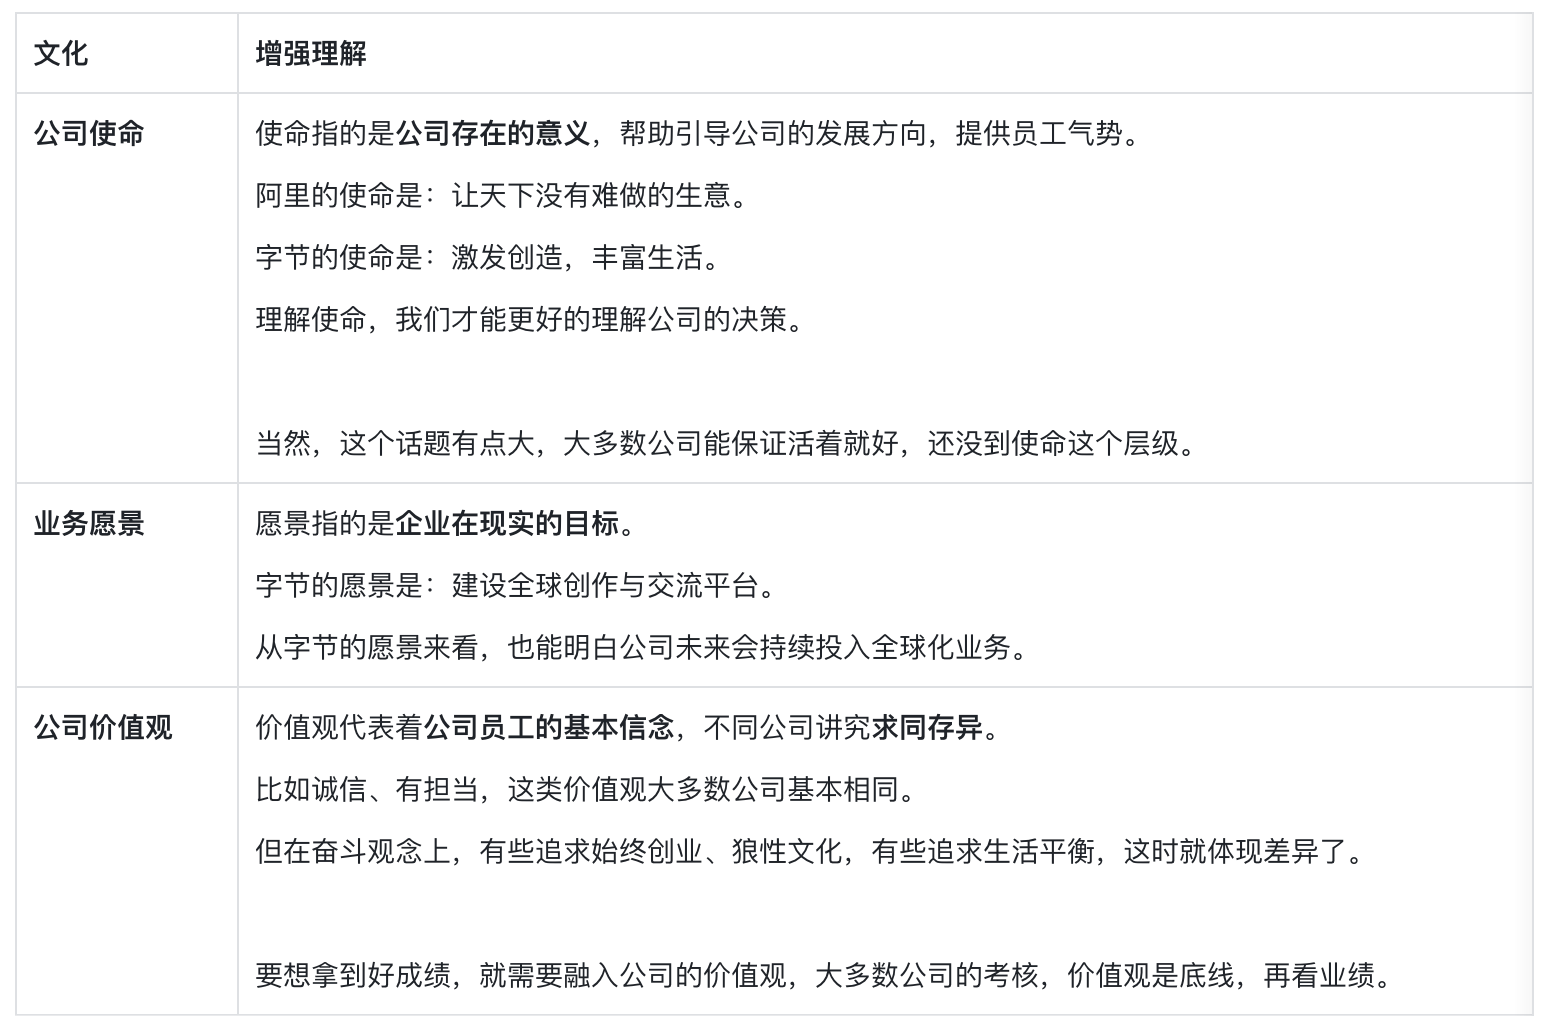 文化
增强理解
公司使命
使命指的是公司存在的意义，帮助引导公司的发展方向，提供员工气势。
阿里的使命是：让天下没有难做的生意。
字节的使命是：激发创造，丰富生活。
理解使命，我们才能更好的理解公司的决策。
当然，这个话题有点大，大多数公司能保证活着就好，还没到使命这个层级。
业务愿景
愿景指的是企业在现实的目标。
字节的愿景是：建设全球创作与交流平台。
从字节的愿景来看，也能明白公司未来会持续投入全球化业务。
公司价值观
价值观代表着公司员工的基本信念，不同公司讲究求同存异。
比如诚信、有担当，这类价值观大多数公司基本相同。
但在奋斗观念上，有些追求始终创业、狼性文化，有些追求生活平衡，这时就体现差异了。
要想拿到好成绩，就需要融入公司的价值观，大多数公司的考核，价值观是底线，再看业绩。